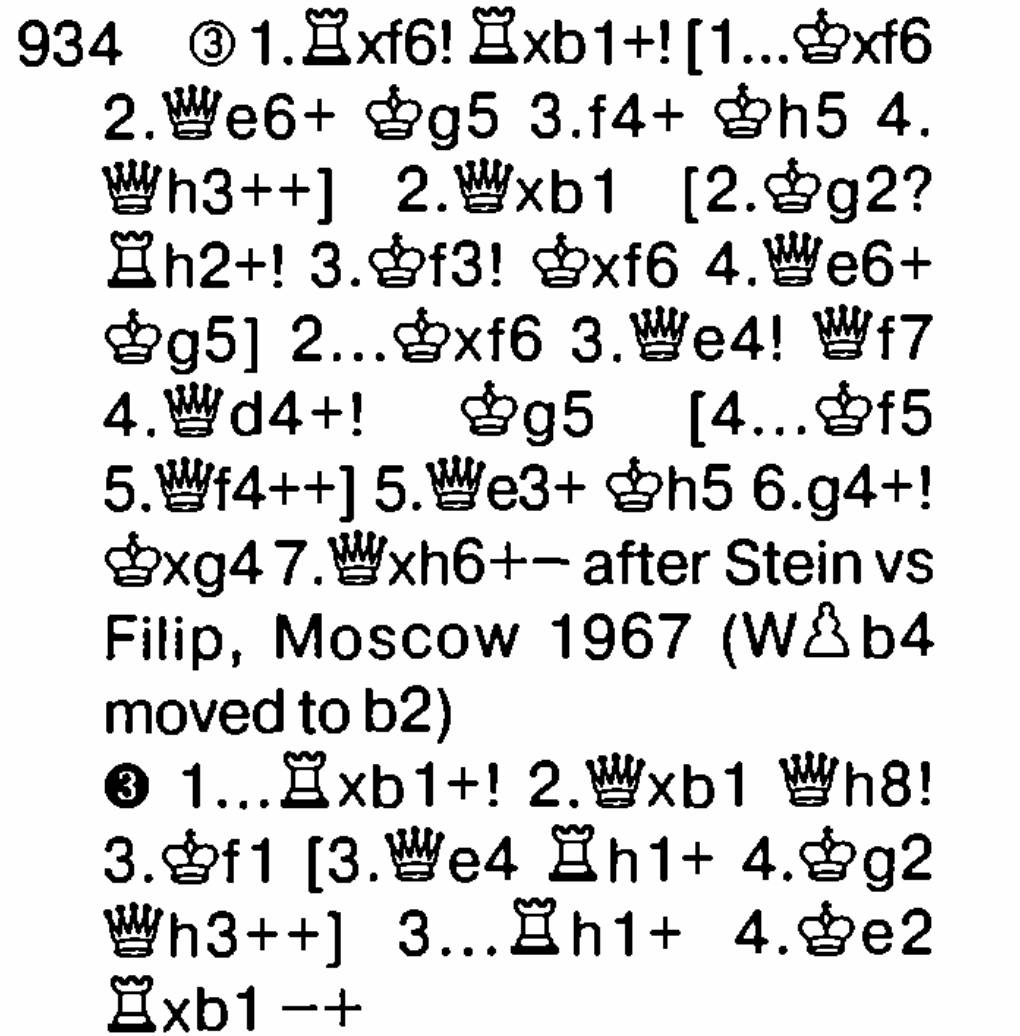 934 ③ 1.♖xf6! ♖xb1+! [1...♔xf6
2.♕e6+ ♔g5 3.f4+ ♔h5 4.
♕h3++] 2.♕xb1 [2.♔g2?
♖h2+! 3.♔f3! ♔xf6 4.♕e6+
♔g5] 2...♔xf6 3.♕e4! ♕f7
4.♕d4+! ♔g5 [4...♔f5
5.♕f4++] 5.♕e3+ ♔h5 6.g4+!
♔xg4 7.♕xh6+− after Stein vs
Filip, Moscow 1967 (W♙b4
moved to b2)
❸ 1...♖xb1+! 2.♕xb1 ♕h8!
3.♔f1 [3.♕e4 ♖h1+ 4.♔g2
♕h3++] 3...♖h1+ 4.♔e2
♖xb1 −+